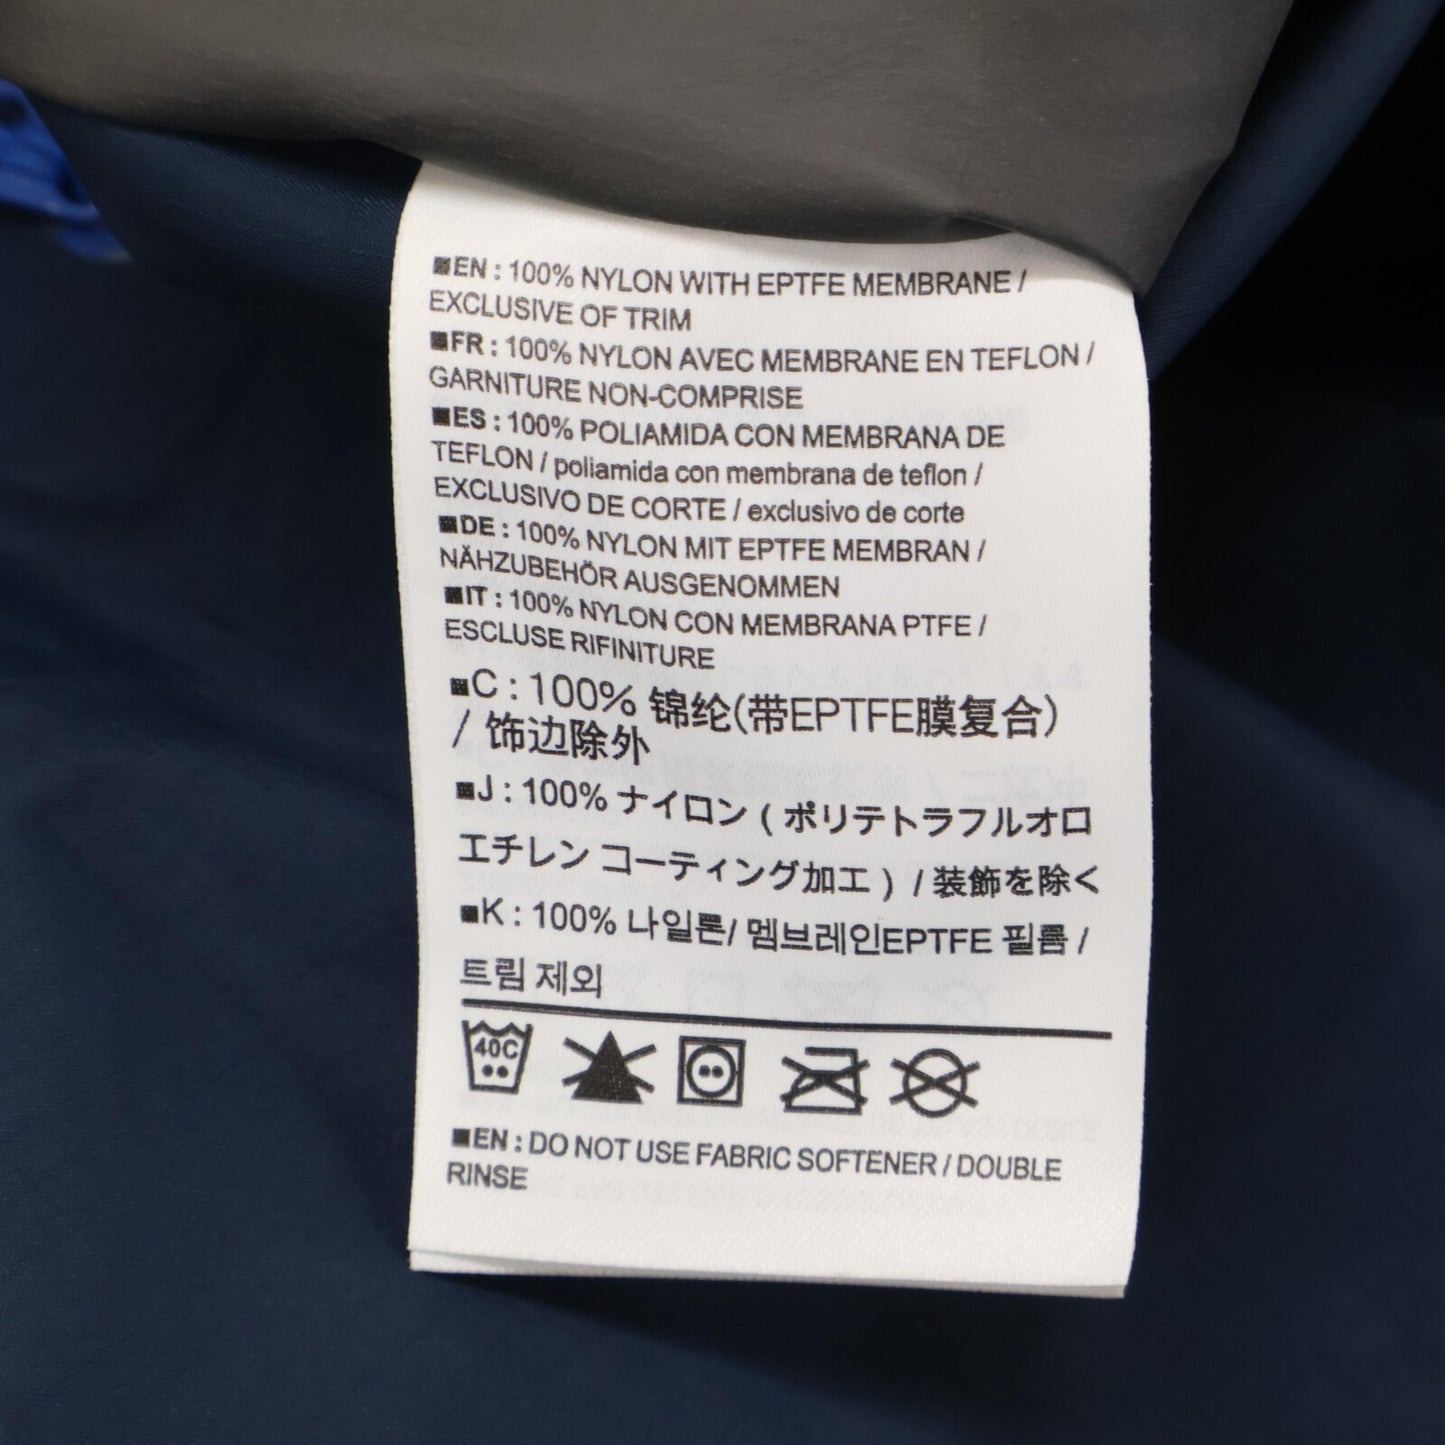 ■EN : 100% NYLON WITH EPTFE MEMBRANE /
EXCLUSIVE OF TRIM
■FR : 100% NYLON AVEC MEMBRANE EN TEFLON /
GARNITURE NON-COMPRISE
■ES : 100% POLIAMIDA CON MEMBRANA DE
TEFLON / poliamida con membrana de teflon /
EXCLUSIVO DE CORTE / exclusivo de corte
■DE : 100% NYLON MIT EPTFE MEMBRAN /
NÄHZUBEHÖR AUSGENOMMEN
■IT : 100% NYLON CON MEMBRANA PTFE /
ESCLUSE RIFINITURE
■C : 100% 锦纶(带EPTFE膜复合)
/ 饰边除外
■J : 100% ナイロン ( ポリテトラフルオロ
エチレン コーティング加工 ) / 装飾を除く
■K : 100% 나일론/ 멤브레인EPTFE 필름 /
트림 제외
40C
■EN : DO NOT USE FABRIC SOFTENER / DOUBLE
RINSE